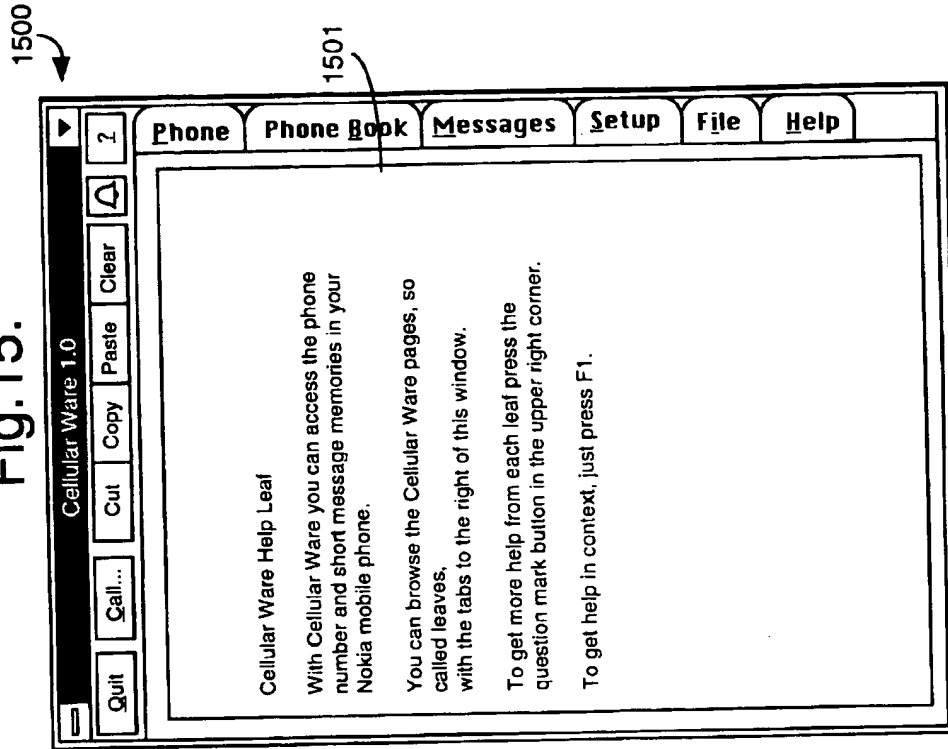 Fig.15.
1500
Cellular Ware 1.0
Quit Call... Cut Copy Paste Clear ?
Phone
Phone Book
Messages
Setup
File
Help
1501
Cellular Ware Help Leaf
With Cellular Ware you can access the phone
number and short message memories in your
Nokia mobile phone.
You can browse the Cellular Ware pages, so
called leaves,
with the tabs to the right of this window.
To get more help from each leaf press the
question mark button in the upper right corner.
To get help in context, just press F1.